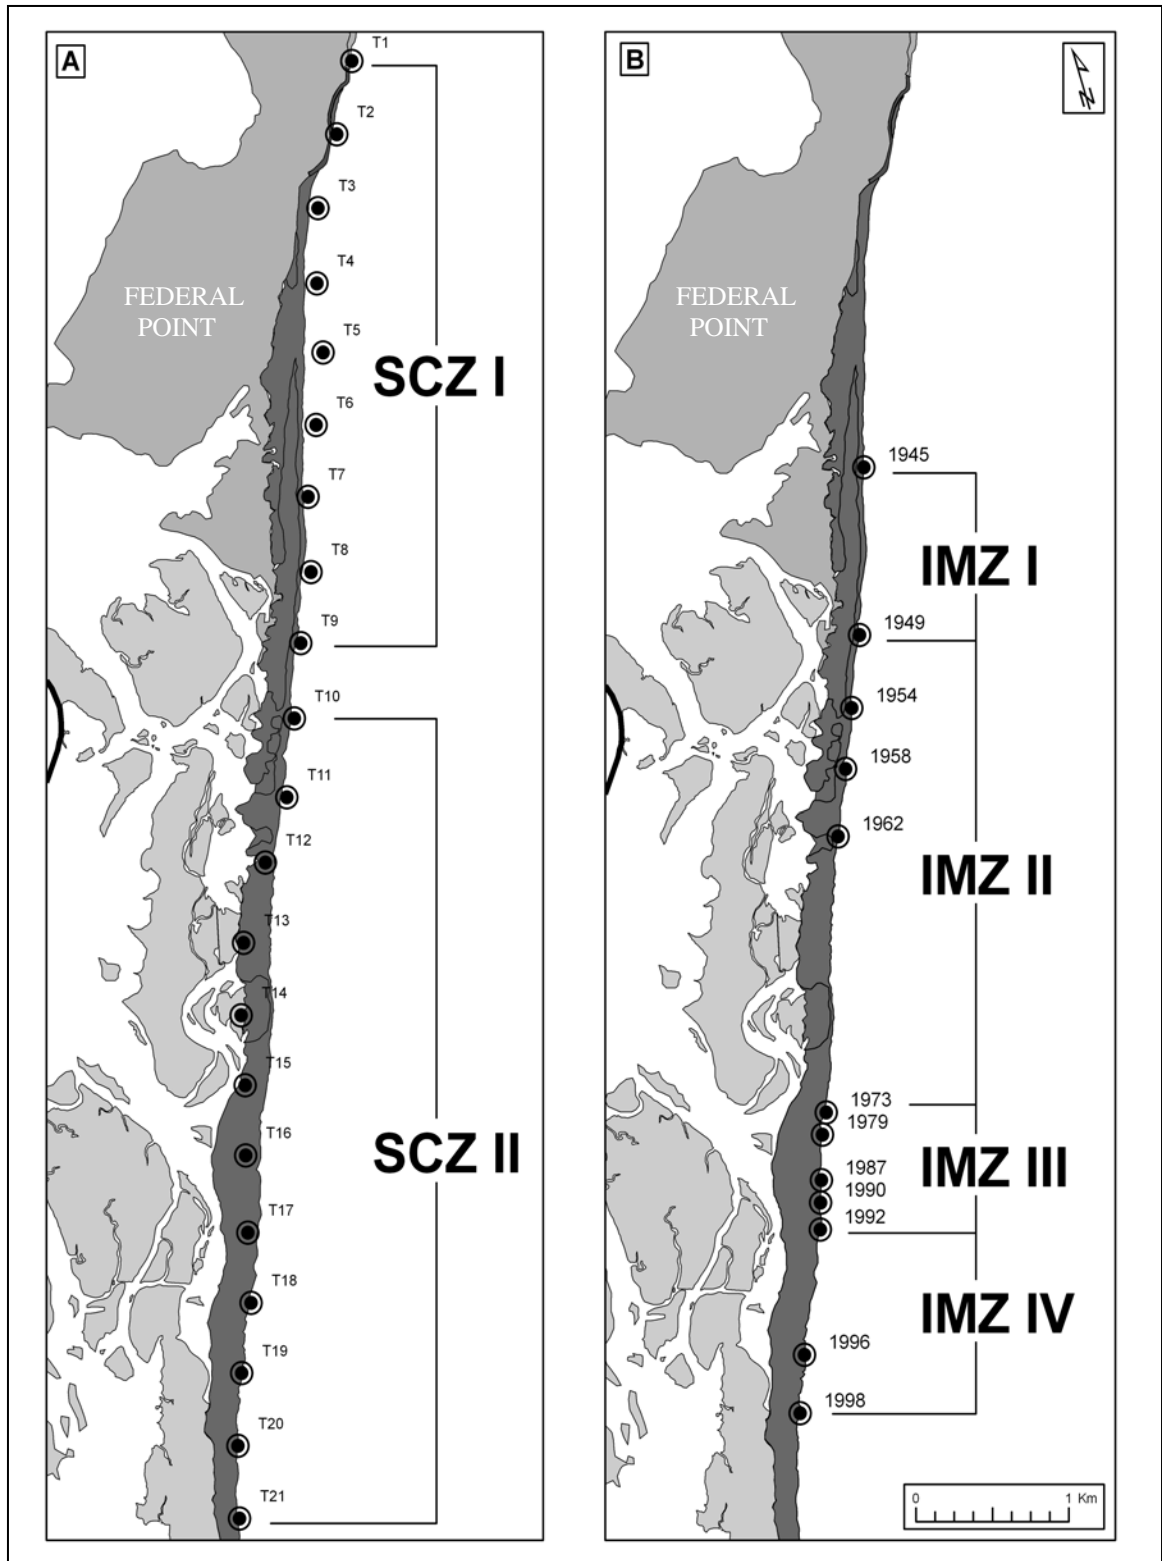 A
T1
T2
T3
T4
FEDERAL
POINT
T5
SCZ I
T6
T7
T8
T9
T10
T11
T12
T13
T14
T15
T16
SCZ II
T17
T18
T19
T20
T21
B
N
FEDERAL
POINT
1945
IMZ I
1949
1954
1958
1962
IMZ II
1973
1979
IMZ III
1987
1990
1992
IMZ IV
1996
1998
0 1 Km